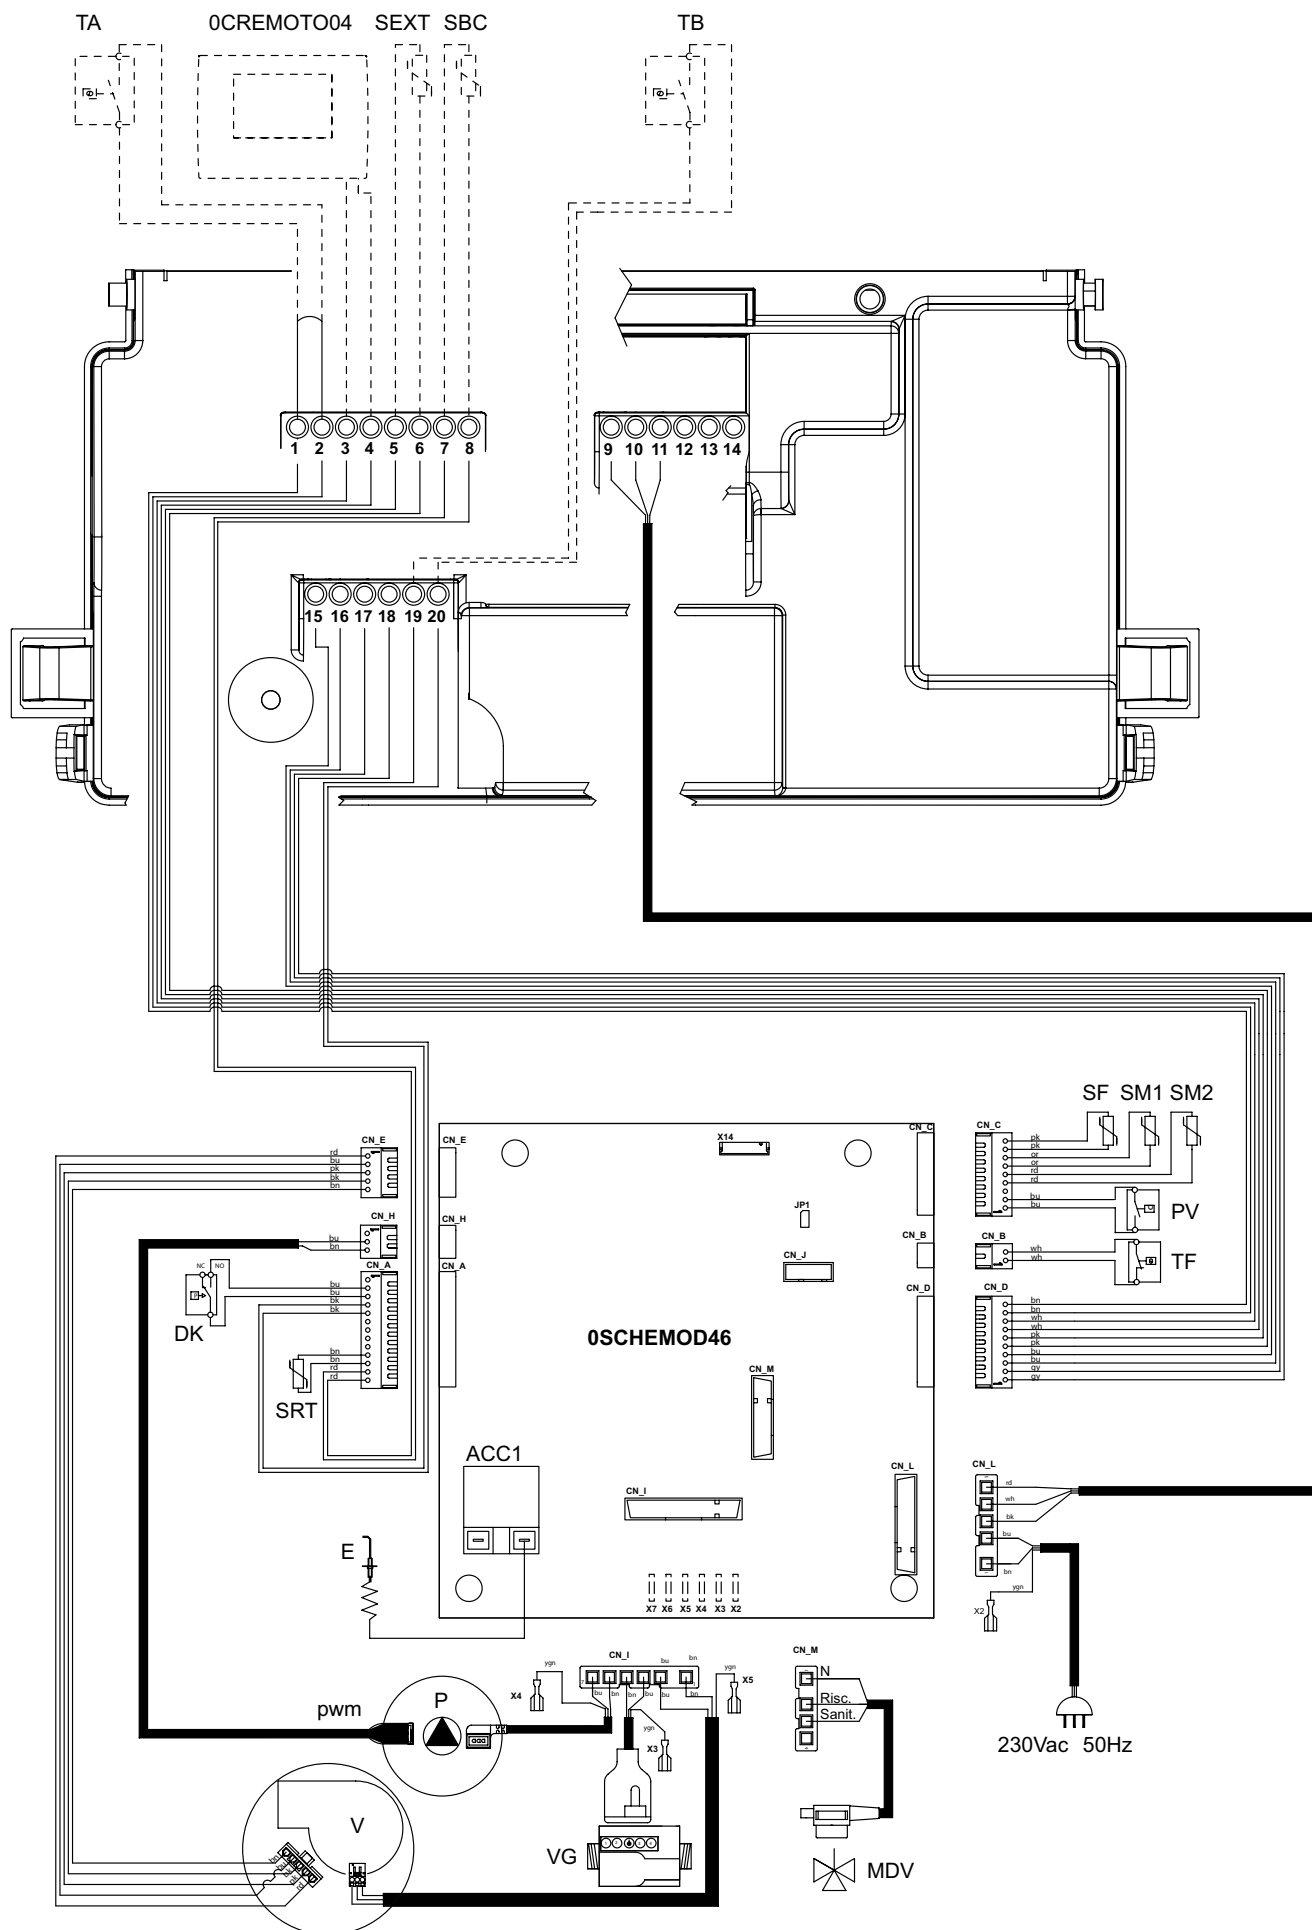 TA 0CREMOTO04 SEXT SBC TB
1 2 3 4 5 6 7 8
9 10 11 12 13 14
15 16 17 18 19 20
SF SM1 SM2
CN_E
rd
bu
pk
bk
bn
CN_H
bu
bn
CN_A
NC NO
bu
bu
bk
bk
DK
bn
bn
rd
rd
SRT
CN_E
CN_H
CN_A
X14
JP1
CN_J
0SCHEMOD46
CN_M
ACC1
CN_I
CN_L
CN_C
CN_B
CN_D
X7 X6 X5 X4 X3 X2
CN_C
pk
pk
or
or
rd
rd
bu
bu
PV
CN_B
wh
wh
TF
CN_D
bn
bn
wh
wh
pk
pk
bu
bu
gy
gy
CN_L
rd
wh
bk
bu
bn
ygn
X2
230Vac 50Hz
E
CN_I
ygn
X4
bu bn bn bu bu bn
bu bn
ygn
X5
ygn
X3
CN_M
N
Risc.
Sanit.
pwm
P
V
bn
bu
bk
pk
rd
VG
MDV